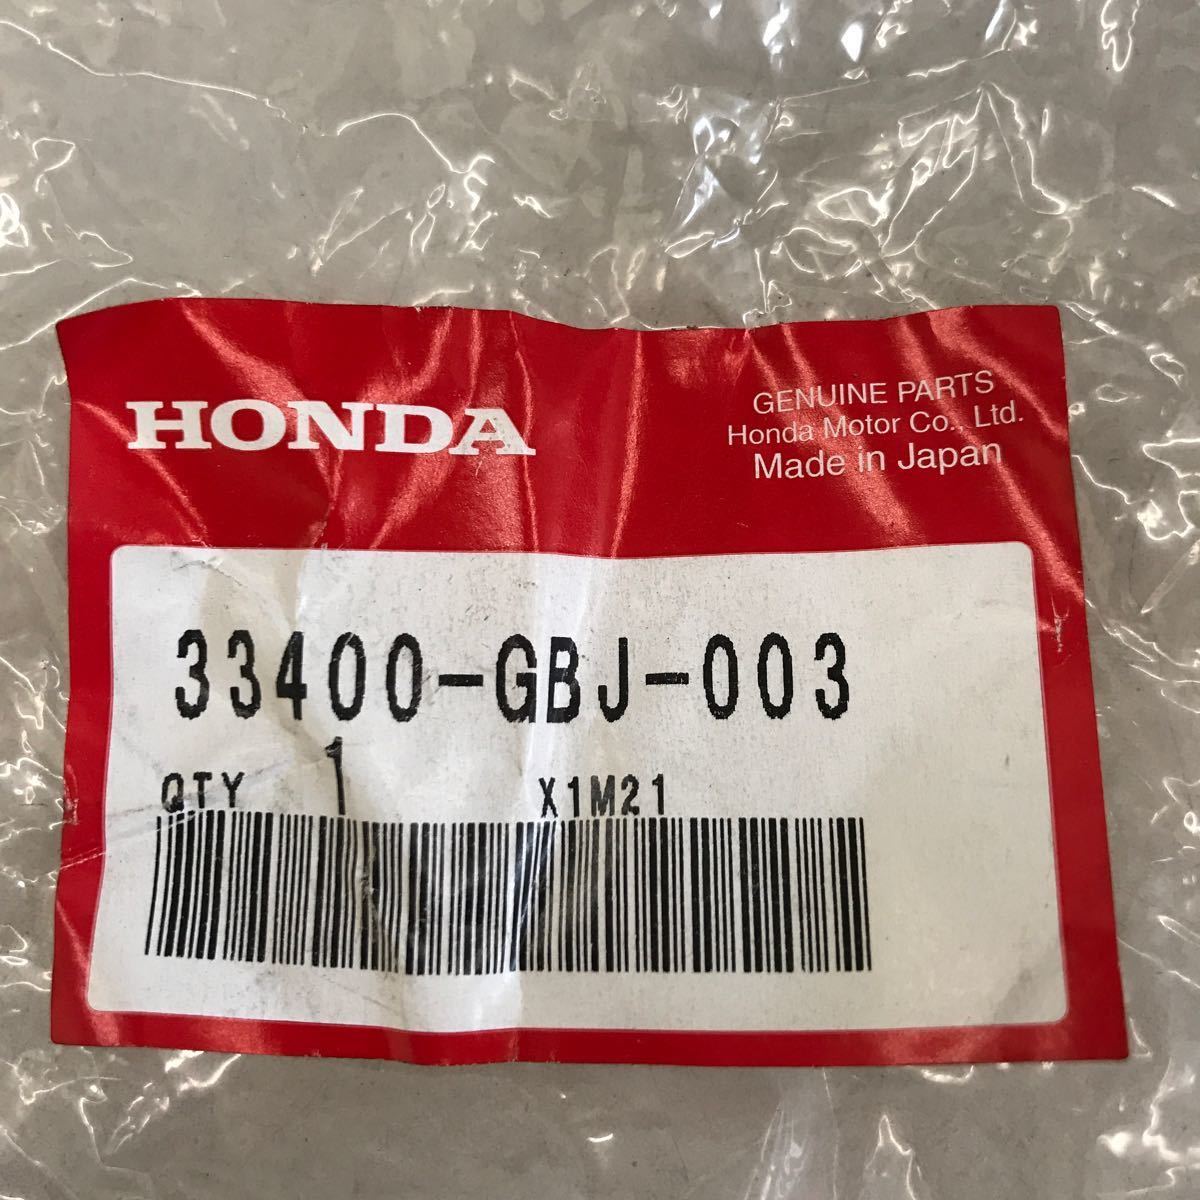 HONDA
GENUINE PARTS
Honda Motor Co., Ltd.
Made in Japan
33400-GBJ-003
QTY 1 X1M21